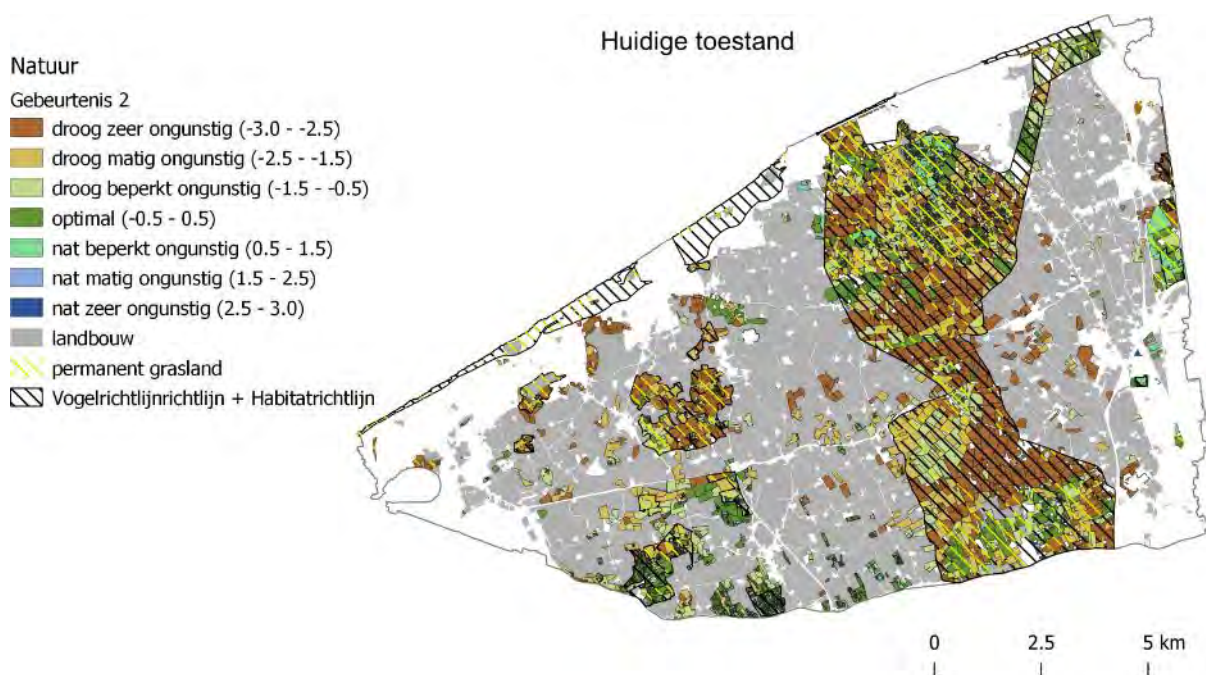 Huidige toestand
Natuur
Gebeurtenis 2
droog zeer ongunstig (-3.0 - -2.5)
droog matig ongunstig (-2.5 - -1.5)
droog beperkt ongunstig (-1.5 - -0.5)
optimal (-0.5 - 0.5)
nat beperkt ongunstig (0.5 - 1.5)
nat matig ongunstig (1.5 - 2.5)
nat zeer ongunstig (2.5 - 3.0)
landbouw
permanent grasland
Vogelrichtlijnrichtlijn + Habitatrichtlijn
0 2.5 5 km